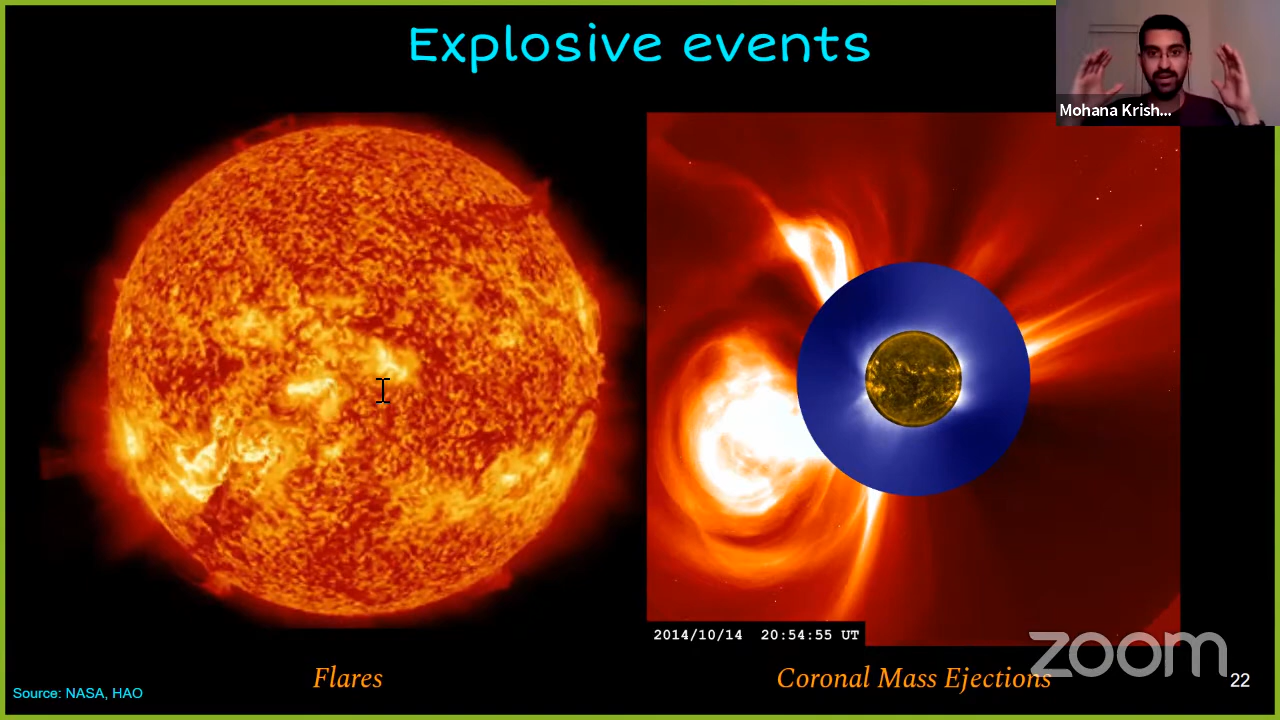 Explosive events
Mohana Krish...
2014/10/14 20:54:55 UT
zoom
Flares
Coronal Mass Ejections
Source: NASA, HAO
22